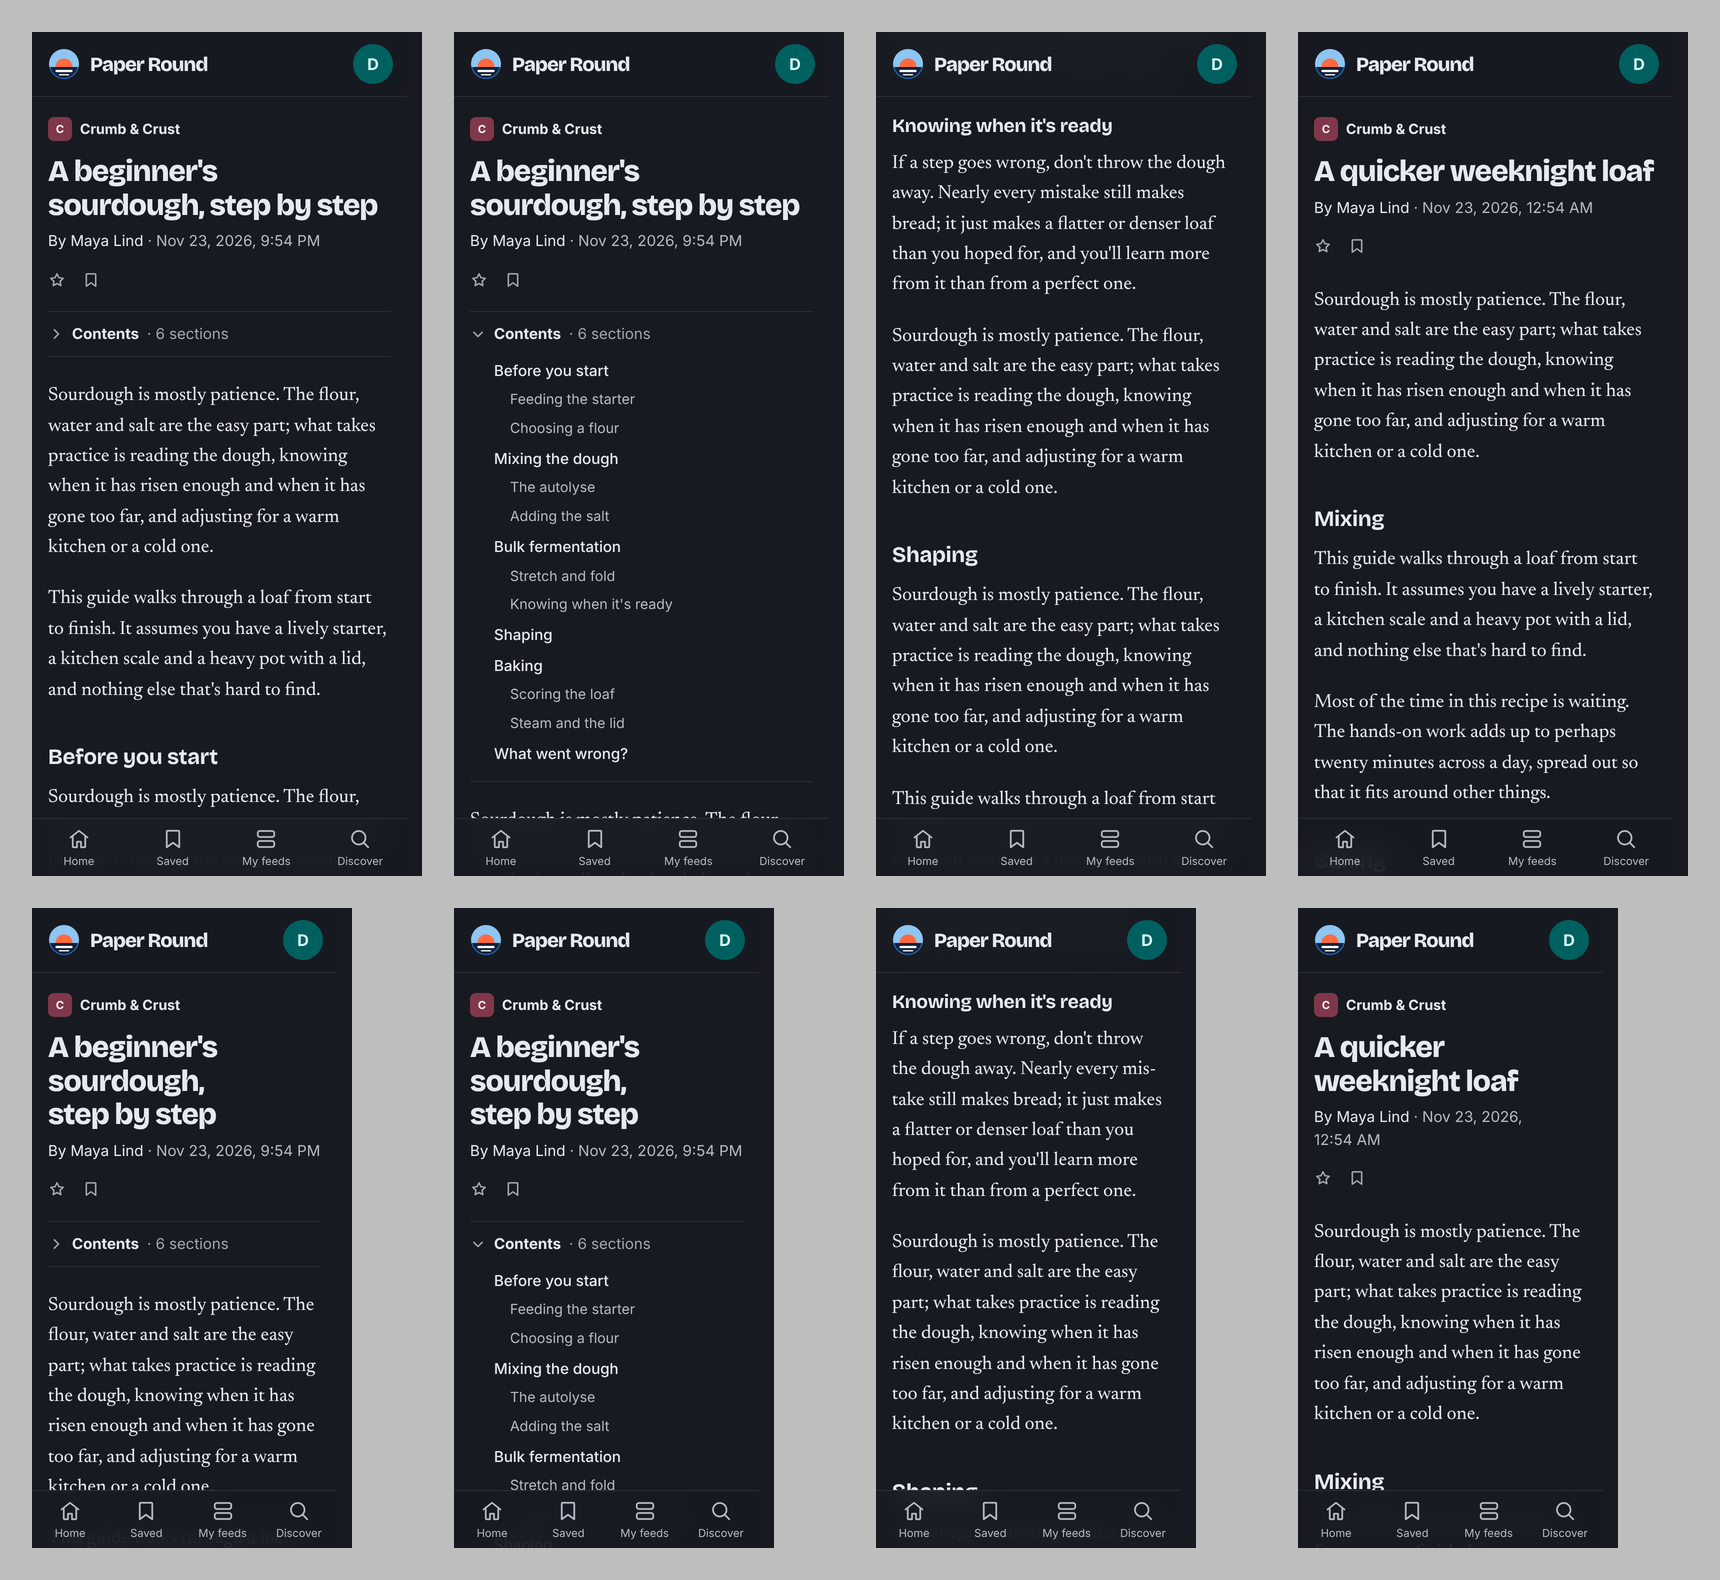 Paper Round
D
C
Crumb & Crust
A beginner's
sourdough, step by step
By Maya Lind · Nov 23, 2026, 9:54 PM
Contents · 6 sections
Sourdough is mostly patience. The flour,
water and salt are the easy part; what takes
practice is reading the dough, knowing
when it has risen enough and when it has
gone too far, and adjusting for a warm
kitchen or a cold one.
This guide walks through a loaf from start
to finish. It assumes you have a lively starter,
a kitchen scale and a heavy pot with a lid,
and nothing else that's hard to find.
Before you start
Sourdough is mostly patience. The flour,
Home
Saved
My feeds
Discover
Paper Round
D
C
Crumb & Crust
A beginner's
sourdough, step by step
By Maya Lind · Nov 23, 2026, 9:54 PM
Contents · 6 sections
Before you start
Feeding the starter
Choosing a flour
Mixing the dough
The autolyse
Adding the salt
Bulk fermentation
Stretch and fold
Knowing when it's ready
Shaping
Baking
Scoring the loaf
Steam and the lid
What went wrong?
Sourdough is mostly patience. The flour,
Home
Saved
My feeds
Discover
Paper Round
D
Knowing when it's ready
If a step goes wrong, don't throw the dough
away. Nearly every mistake still makes
bread; it just makes a flatter or denser loaf
than you hoped for, and you'll learn more
from it than from a perfect one.
Sourdough is mostly patience. The flour,
water and salt are the easy part; what takes
practice is reading the dough, knowing
when it has risen enough and when it has
gone too far, and adjusting for a warm
kitchen or a cold one.
Shaping
Sourdough is mostly patience. The flour,
water and salt are the easy part; what takes
practice is reading the dough, knowing
when it has risen enough and when it has
gone too far, and adjusting for a warm
kitchen or a cold one.
This guide walks through a loaf from start
Home
Saved
My feeds
Discover
Paper Round
D
C
Crumb & Crust
A quicker weeknight loaf
By Maya Lind · Nov 23, 2026, 12:54 AM
Sourdough is mostly patience. The flour,
water and salt are the easy part; what takes
practice is reading the dough, knowing
when it has risen enough and when it has
gone too far, and adjusting for a warm
kitchen or a cold one.
Mixing
This guide walks through a loaf from start
to finish. It assumes you have a lively starter,
a kitchen scale and a heavy pot with a lid,
and nothing else that's hard to find.
Most of the time in this recipe is waiting.
The hands-on work adds up to perhaps
twenty minutes across a day, spread out so
that it fits around other things.
Home
Saved
My feeds
Discover
Paper Round
D
C
Crumb & Crust
A beginner's
sourdough,
step by step
By Maya Lind · Nov 23, 2026, 9:54 PM
Contents · 6 sections
Sourdough is mostly patience. The
flour, water and salt are the easy
part; what takes practice is reading
the dough, knowing when it has
risen enough and when it has gone
too far, and adjusting for a warm
kitchen or a cold one.
This guide walks through a loaf
Home
Saved
My feeds
Discover
Paper Round
D
C
Crumb & Crust
A beginner's
sourdough,
step by step
By Maya Lind · Nov 23, 2026, 9:54 PM
Contents · 6 sections
Before you start
Feeding the starter
Choosing a flour
Mixing the dough
The autolyse
Adding the salt
Bulk fermentation
Stretch and fold
Shaping
Home
Saved
My feeds
Discover
Paper Round
D
Knowing when it's ready
If a step goes wrong, don't throw
the dough away. Nearly every mis-
take still makes bread; it just makes
a flatter or denser loaf than you
hoped for, and you'll learn more
from it than from a perfect one.
Sourdough is mostly patience. The
flour, water and salt are the easy
part; what takes practice is reading
the dough, knowing when it has
risen enough and when it has gone
too far, and adjusting for a warm
kitchen or a cold one.
Shaping
Home
Saved
My feeds
Discover
Paper Round
D
C
Crumb & Crust
A quicker
weeknight loaf
By Maya Lind · Nov 23, 2026,
12:54 AM
Sourdough is mostly patience. The
flour, water and salt are the easy
part; what takes practice is reading
the dough, knowing when it has
risen enough and when it has gone
too far, and adjusting for a warm
kitchen or a cold one.
Mixing
Home
Saved
My feeds
Discover